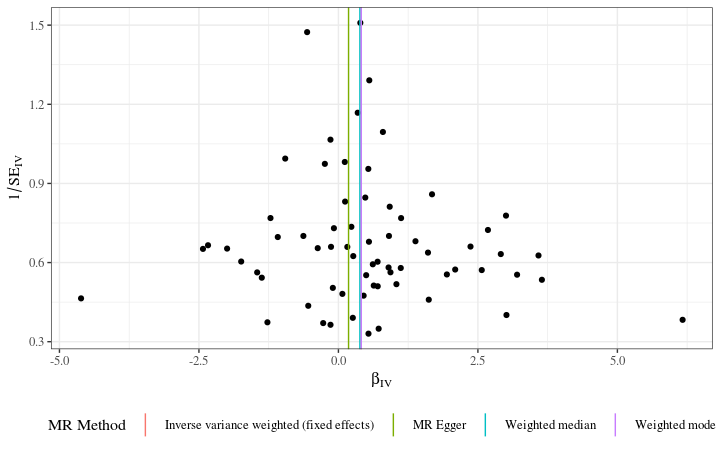 1.5
1.2
0.9
0.6
0.3
1/SE_IV
-5.0 -2.5 0.0 2.5 5.0
β_IV
MR Method Inverse variance weighted (fixed effects) MR Egger Weighted median Weighted mode